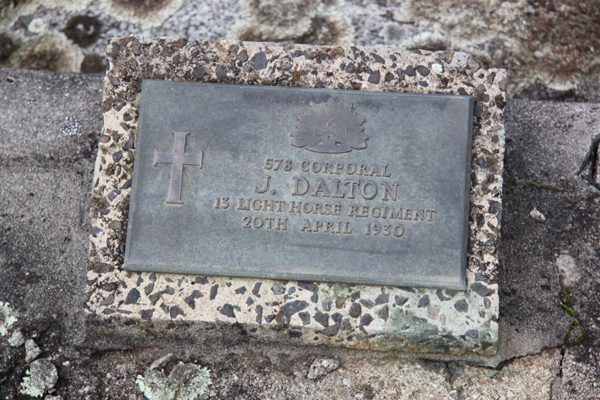 578 CORPORAL
J. DALTON
13 LIGHT HORSE REGIMENT
20TH APRIL 1930